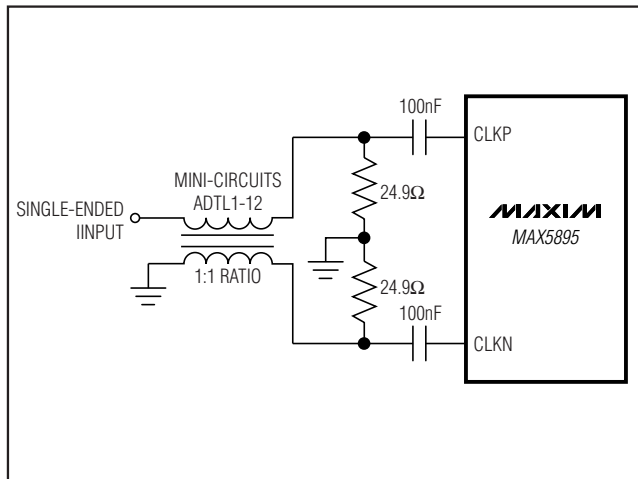 100nF
CLKP
MINI-CIRCUITS
ADTL1-12
24.9Ω
MAXIM
MAX5895
SINGLE-ENDED
IINPUT
1:1 RATIO
24.9Ω
100nF
CLKN